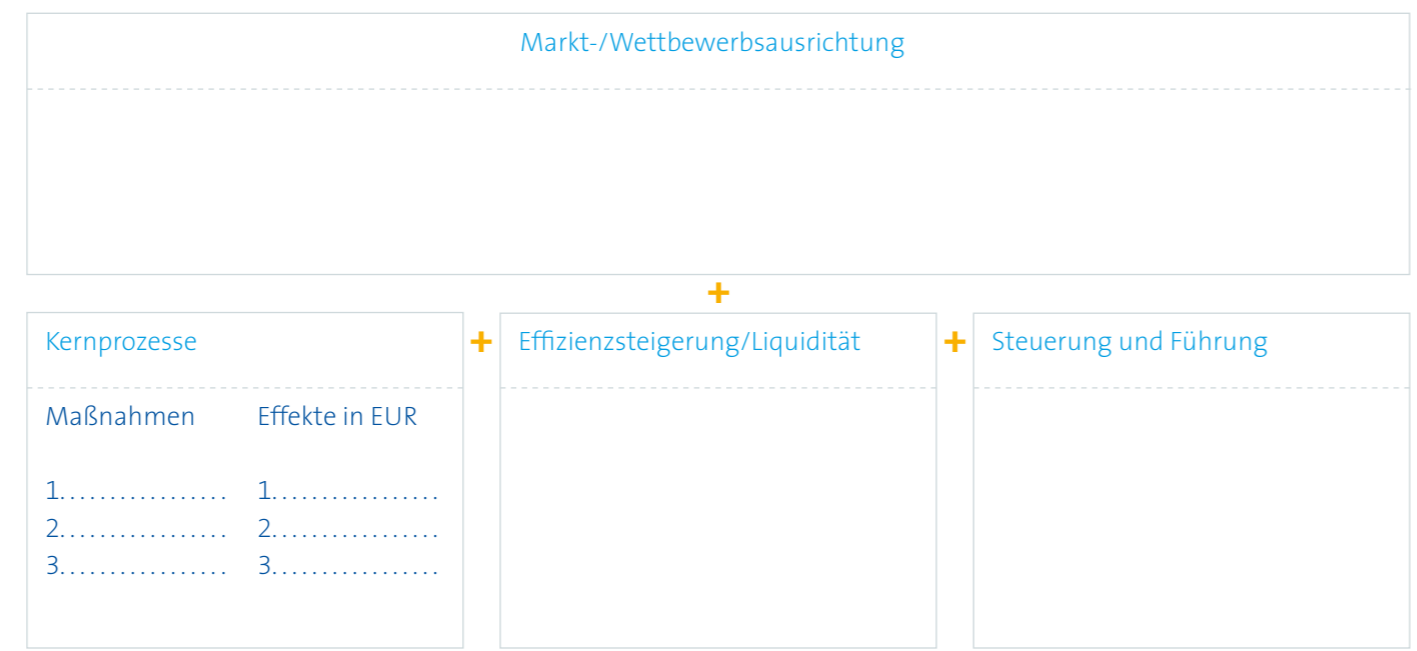 Markt-/Wettbewerbsausrichtung
+
Kernprozesse + Effizienzsteigerung/Liquidität + Steuerung und Führung
Maßnahmen Effekte in EUR
1................. 1.................
2................. 2.................
3................. 3.................